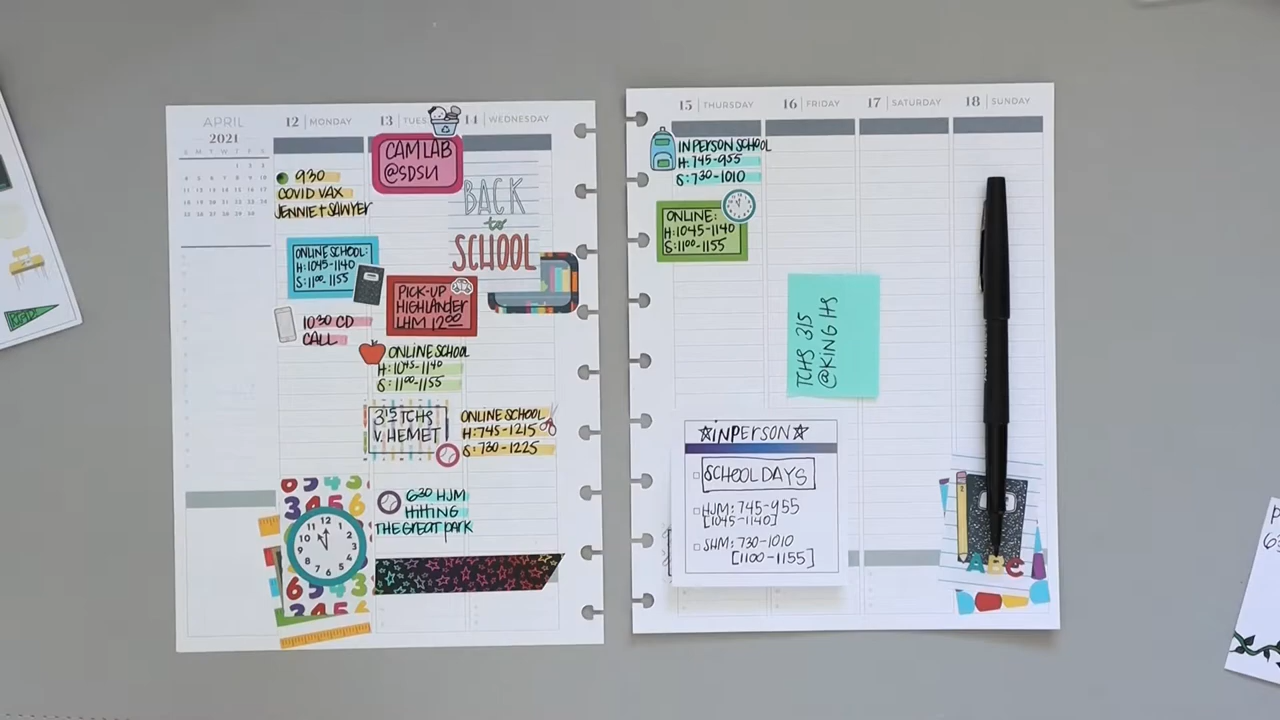 APRIL
2021
12 | MONDAY
930
COVID VAX
JENNIE + SAWYER
ONLINE SCHOOL:
H: 1045-1140
S: 1100-1155
1030 CD
CALL
13 | TUES
CAMLAB
@SDSU
PICK-UP
HIGHLANDER
LHM 1200
ONLINE SCHOOL
H: 1045-1140
S: 1100-1155
315 TCHS
V. HEMET
630 HJM
HITTING
THE GREAT PARK
14 | WEDNESDAY
BACK
to
SCHOOL
ONLINE SCHOOL
H: 745-1215
S: 730-1225
15 | THURSDAY
INPERSON SCHOOL
H: 745-955
S: 730-1010
ONLINE:
H: 1045-1140
S: 1100-1155
☆INPERSON☆
SCHOOL DAYS
HJM: 745-955
[1045-1140]
SHM: 730-1010
[1100-1155]
16 | FRIDAY
TCHS 315
@KING HS
17 | SATURDAY
18 | SUNDAY
ABC